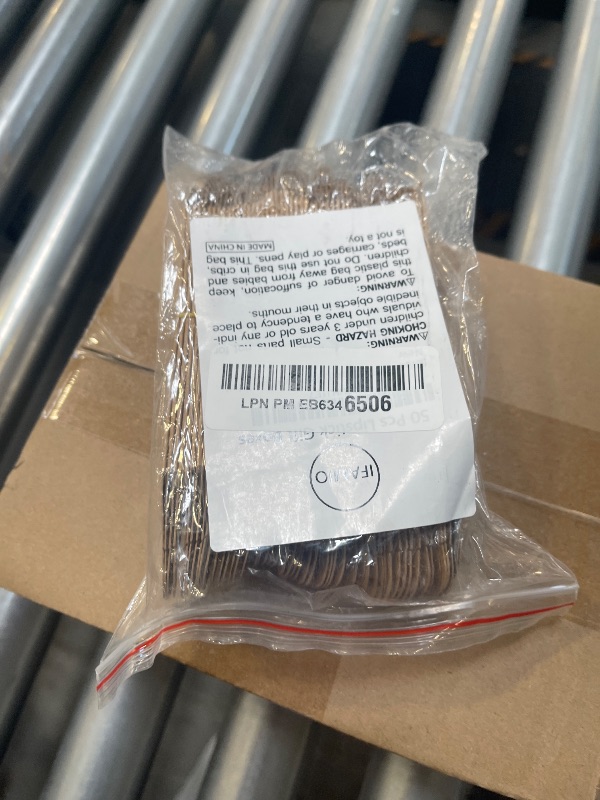 50 Pcs Lipstick
Gift Boxes
LPN PM EB6346506
⚠WARNING:
CHOKING HAZARD - Small parts for
children under 3 years old or any indi-
viduals who have a tendency to place
inedible objects in their mouths.
⚠WARNING:
To avoid danger of suffocation, keep
this plastic bag away from babies and
children. Do not use this bag in cribs,
beds, carriages or play pens. This bag
is not a toy.
MADE IN CHINA